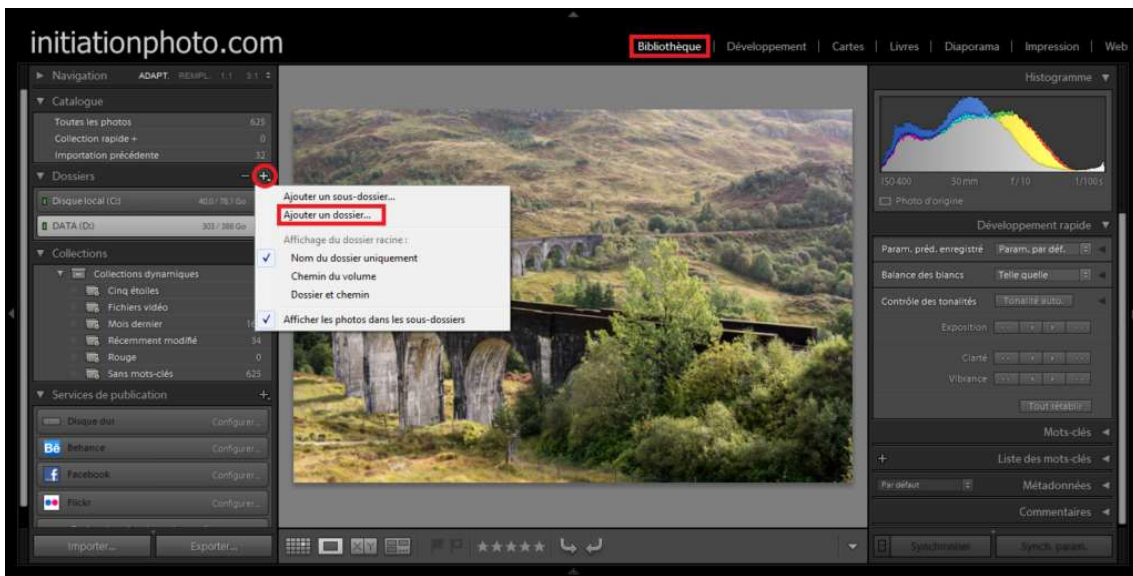 initiationphoto.com
Bibliothèque | Développement | Cartes | Livres | Diaporama | Impression | Web
Navigation ADAPT. REMPL. 1:1 3:1
Catalogue
Toutes les photos 625
Collection rapide + 0
Importation précédente 32
Dossiers
Disque local (C:)
DATA (D:) 303 / 386 Go
Ajouter un sous-dossier...
Ajouter un dossier...
Affichage du dossier racine :
Nom du dossier uniquement
Chemin du volume
Dossier et chemin
Afficher les photos dans les sous-dossiers
Collections
Collections dynamiques
Cinq étoiles
Fichiers vidéo
Mois dernier
Récemment modifié 34
Rouge 0
Sans mots-clés 625
Services de publication
Disque dur Configurer...
Bē Behance Configurer...
Facebook Configurer...
Flickr Configurer...
Importer... Exporter...
Histogramme
ISO 400 30 mm f / 10 1/100 s
Photo d'origine
Développement rapide
Param. préd. enregistré Param. par déf.
Balance des blancs Telle quelle
Contrôle des tonalités Tonalité auto.
Exposition
Clarté
Vibrance
Tout rétablir
Mots-clés
+ Liste des mots-clés
Par défaut Métadonnées
Commentaires
Synchroniser Synch. param.
XY